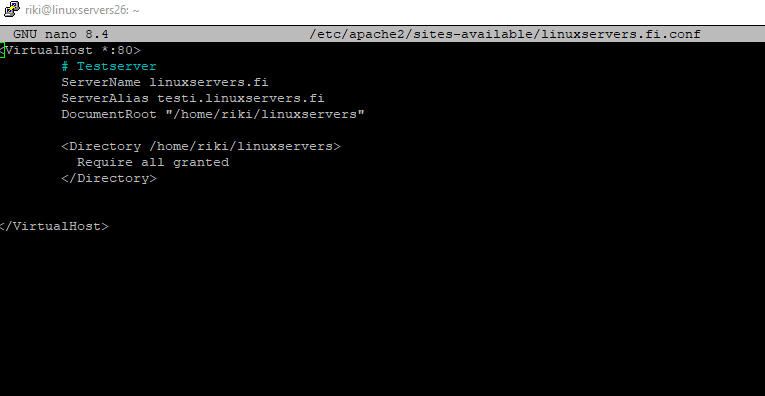 riki@linuxservers26: ~
GNU nano 8.4 /etc/apache2/sites-available/linuxservers.fi.conf
<VirtualHost *:80>
# Testserver
ServerName linuxservers.fi
ServerAlias testi.linuxservers.fi
DocumentRoot "/home/riki/linuxservers"
<Directory /home/riki/linuxservers>
Require all granted
</Directory>
</VirtualHost>